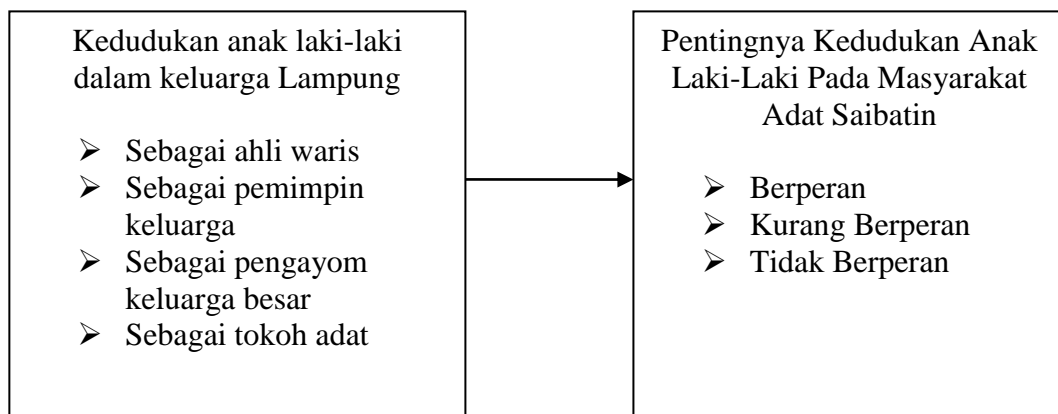 Kedudukan anak laki-laki
dalam keluarga Lampung
➢ Sebagai ahli waris
➢ Sebagai pemimpin
keluarga
➢ Sebagai pengayom
keluarga besar
➢ Sebagai tokoh adat
Pentingnya Kedudukan Anak
Laki-Laki Pada Masyarakat
Adat Saibatin
➢ Berperan
➢ Kurang Berperan
➢ Tidak Berperan